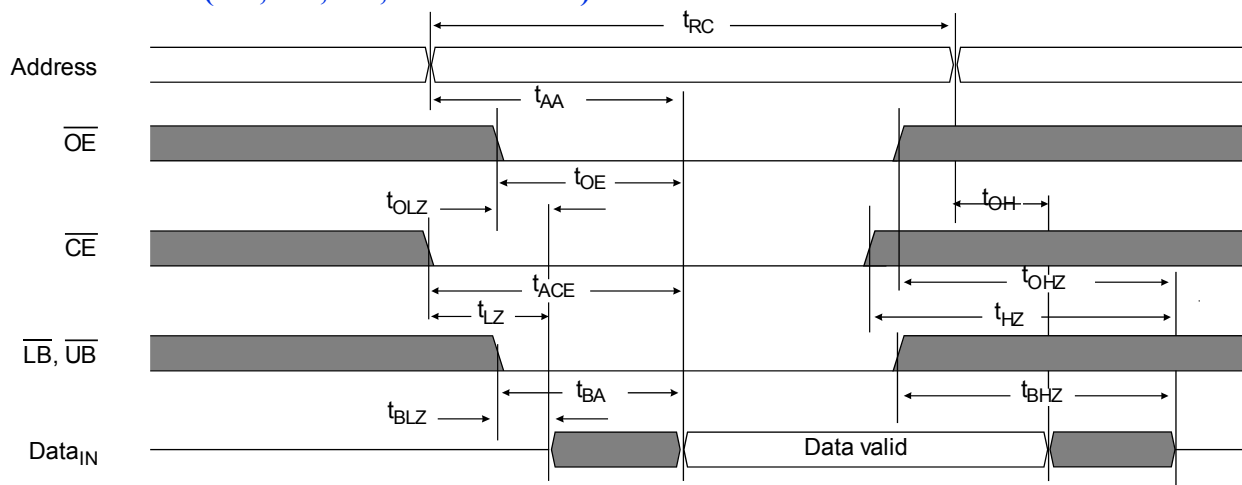 tRC
Address
tAA
OE
tOE
tOLZ
tOH
CE
tOHZ
tACE
tLZ
tHZ
LB, UB
tBA
tBHZ
tBLZ
DataIN
Data valid